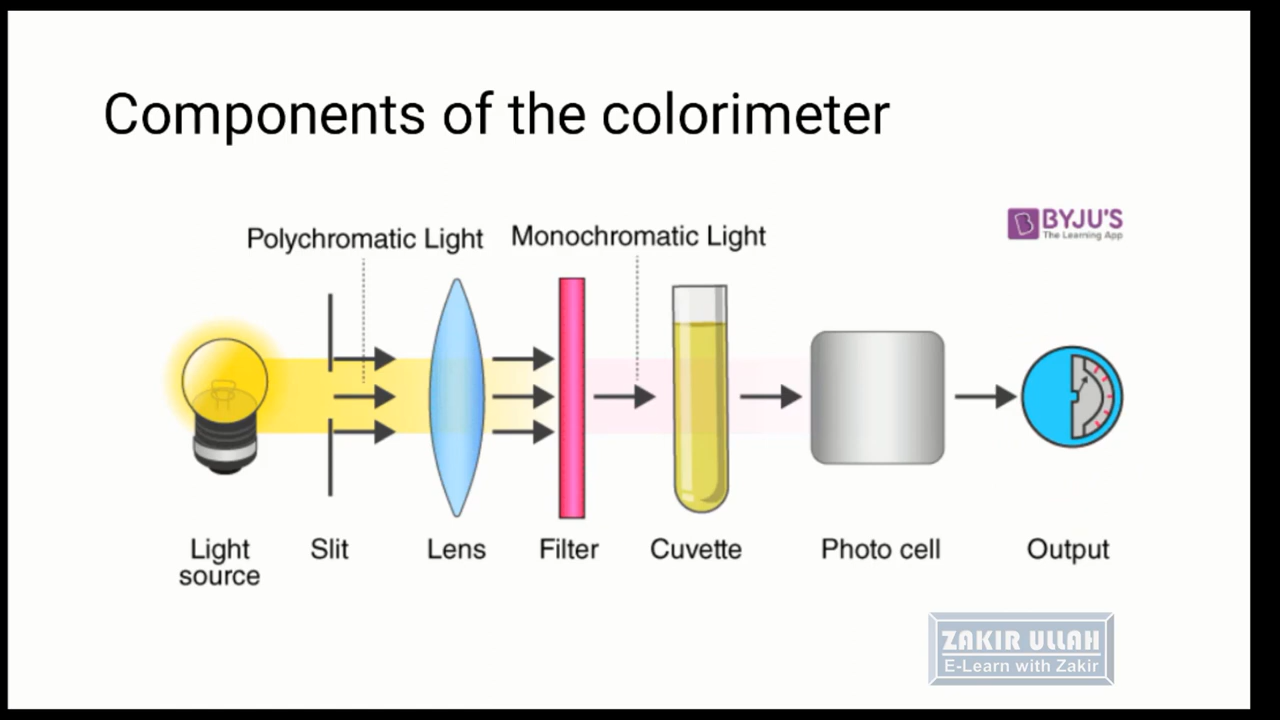 Components of the colorimeter
BYJU'S
The Learning App
Polychromatic Light
Monochromatic Light
Light
source
Slit
Lens
Filter
Cuvette
Photo cell
Output
ZAKIR ULLAH
E-Learn with Zakir